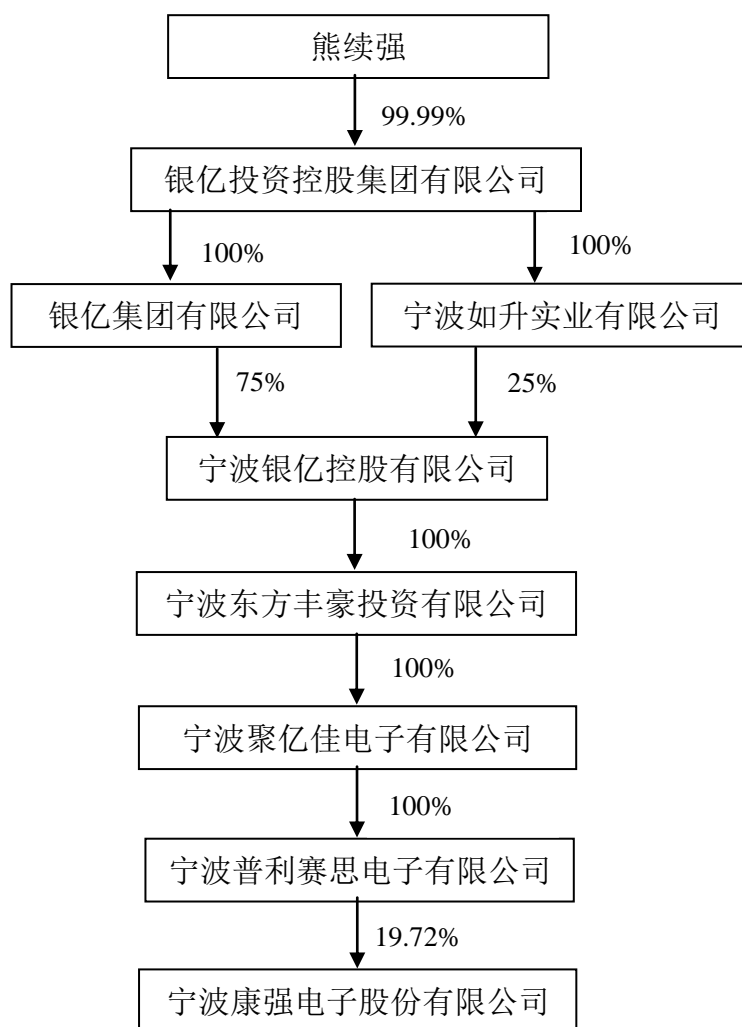 熊续强
99.99%
银亿投资控股集团有限公司
100%
100%
银亿集团有限公司
宁波如升实业有限公司
75%
25%
宁波银亿控股有限公司
100%
宁波东方丰豪投资有限公司
100%
宁波聚亿佳电子有限公司
100%
宁波普利赛思电子有限公司
19.72%
宁波康强电子股份有限公司